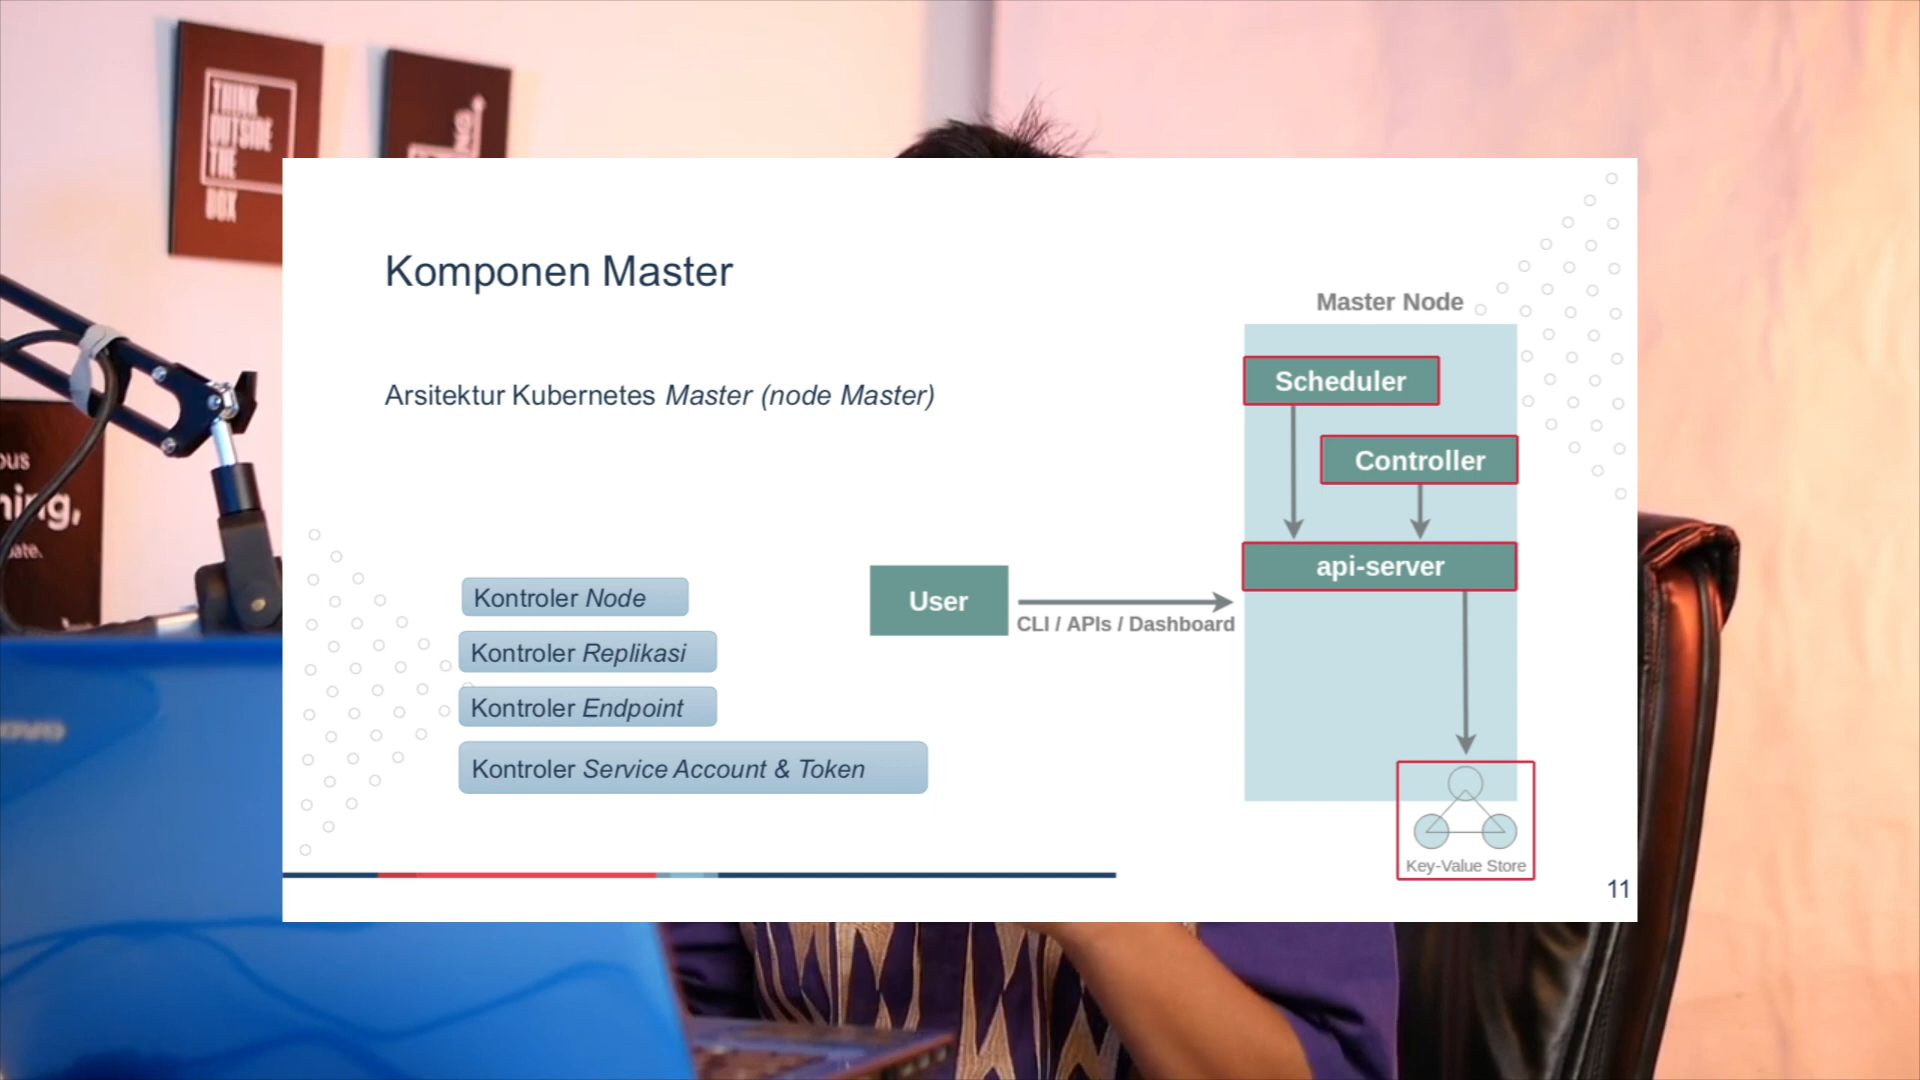 THINK
OUTSIDE
THE
BOX
Komponen Master
Arsitektur Kubernetes Master (node Master)
Kontroler Node
Kontroler Replikasi
Kontroler Endpoint
Kontroler Service Account & Token
User
CLI / APIs / Dashboard
Master Node
Scheduler
Controller
api-server
Key-Value Store
11